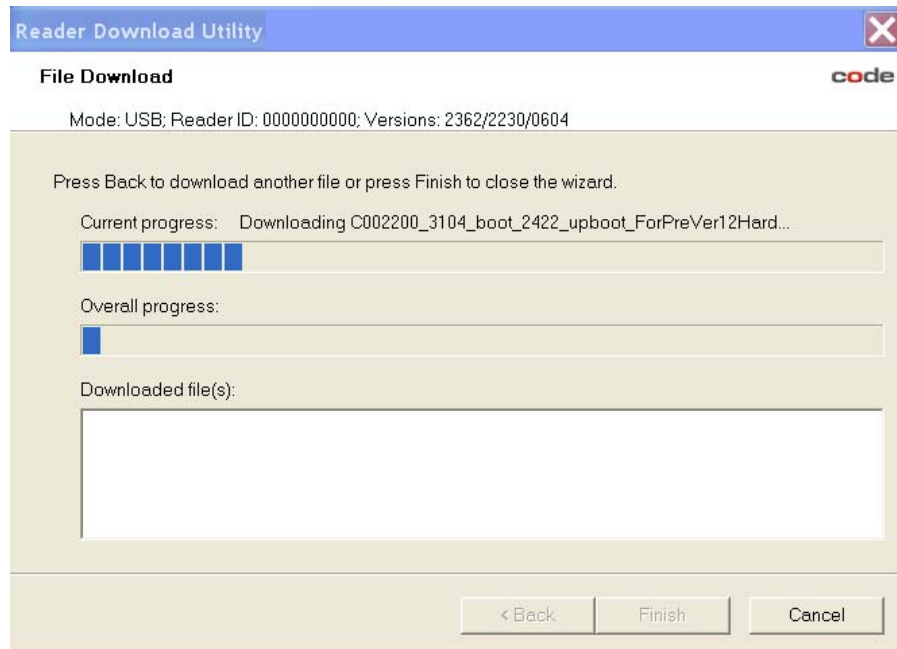 Reader Download Utility
File Download
code
Mode: USB; Reader ID: 0000000000; Versions: 2362/2230/0604
Press Back to download another file or press Finish to close the wizard.
Current progress: Downloading C002200_3104_boot_2422_upboot_ForPreVer12Hard...
Overall progress:
Downloaded file(s):
< Back Finish Cancel